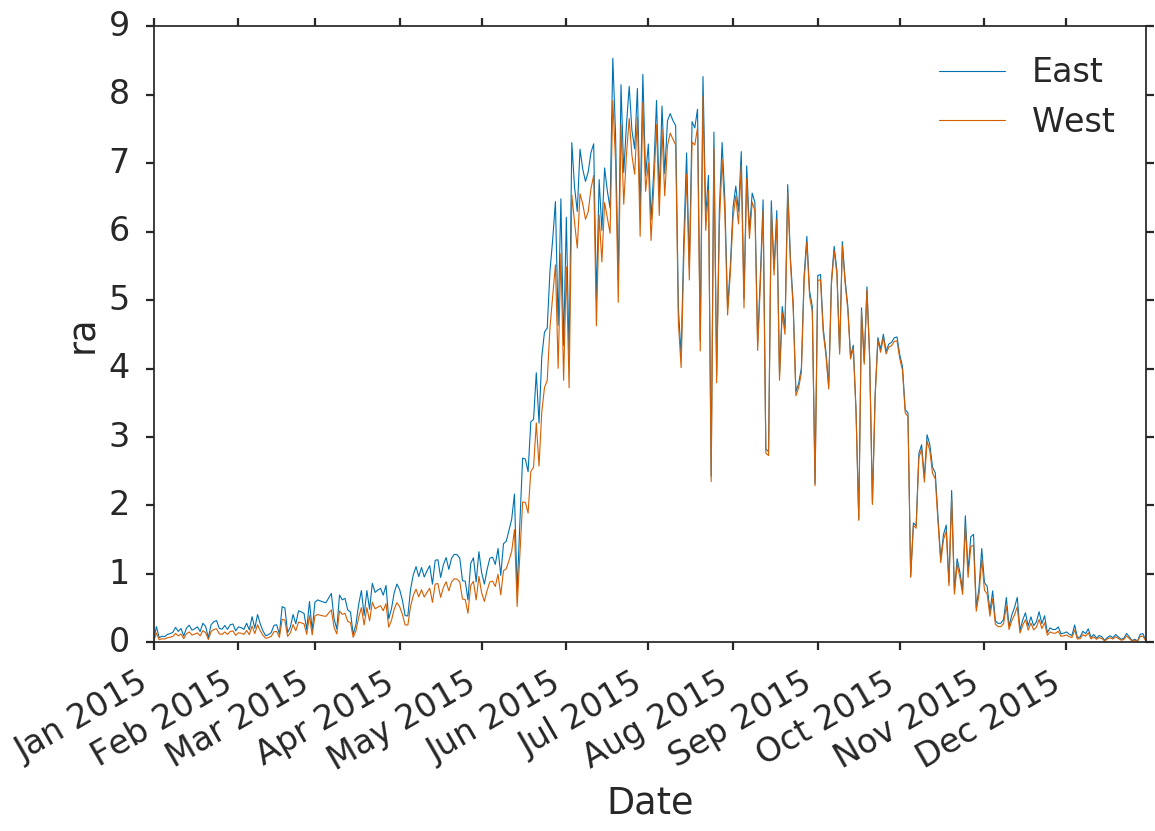 9
8
7
6
5
4
3
2
1
0
ra
East
West
Jan 2015
Feb 2015
Mar 2015
Apr 2015
May 2015
Jun 2015
Jul 2015
Aug 2015
Sep 2015
Oct 2015
Nov 2015
Dec 2015
Date